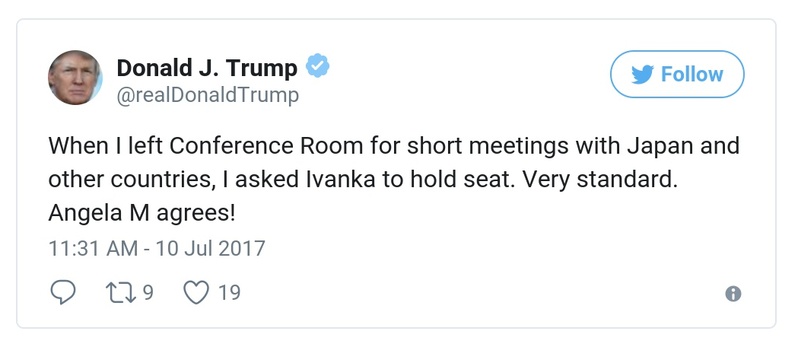 Donald J. Trump
Follow
@realDonaldTrump
When I left Conference Room for short meetings with Japan and
other countries, I asked Ivanka to hold seat. Very standard.
Angela M agrees!
11:31 AM - 10 Jul 2017
9 19